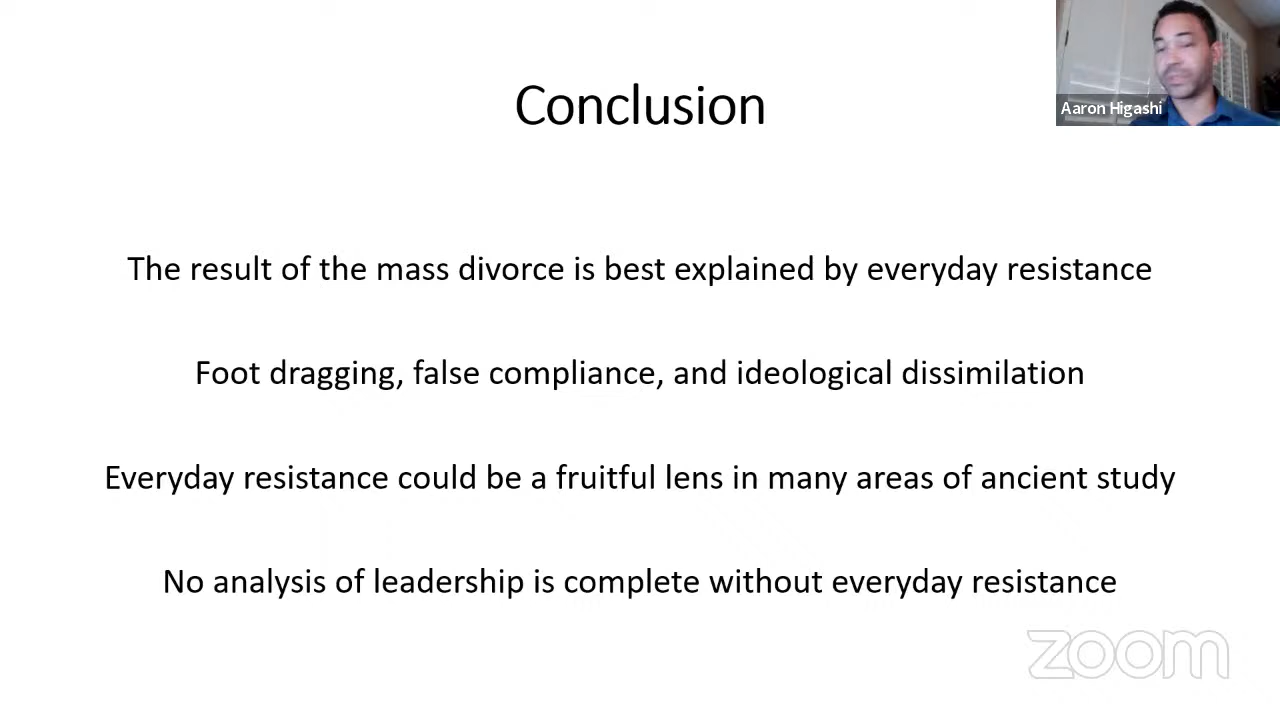 Conclusion
Aaron Higashi
The result of the mass divorce is best explained by everyday resistance
Foot dragging, false compliance, and ideological dissimilation
Everyday resistance could be a fruitful lens in many areas of ancient study
No analysis of leadership is complete without everyday resistance
zoom